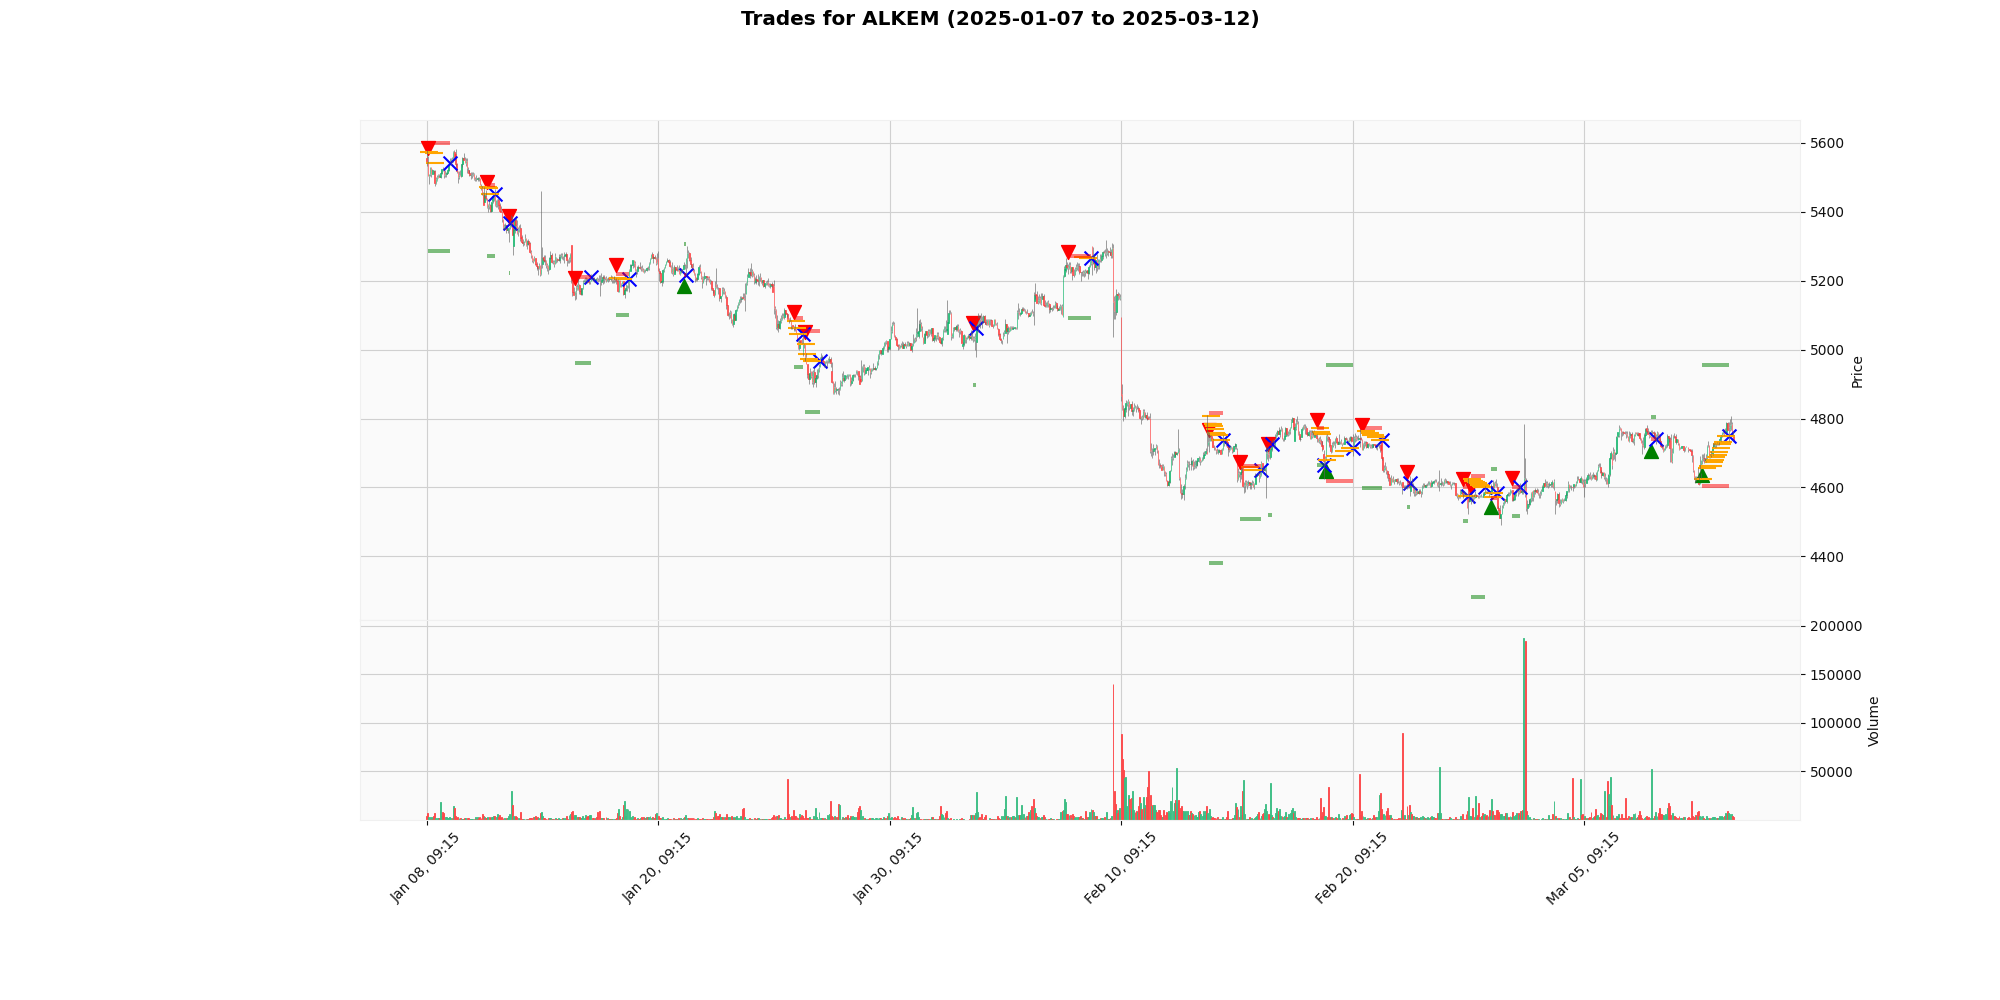 Trades for ALKEM (2025-01-07 to 2025-03-12)
5600
5400
5200
5000
4800
4600
4400
Price
200000
150000
100000
50000
Volume
Jan 08, 09:15
Jan 20, 09:15
Jan 30, 09:15
Feb 10, 09:15
Feb 20, 09:15
Mar 05, 09:15